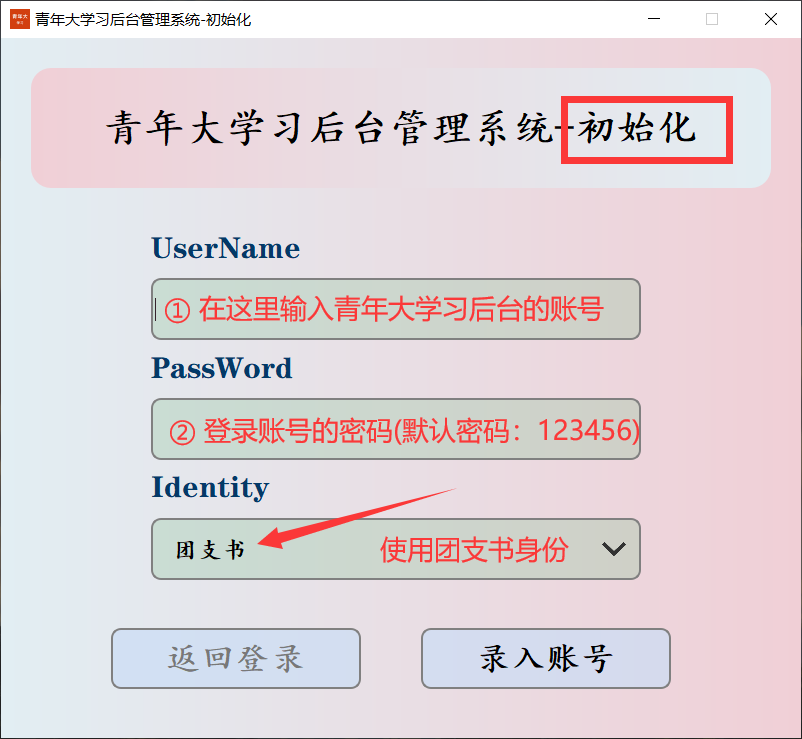 青年大学习后台管理系统-初始化
青年大学习后台管理系统-初始化
UserName
① 在这里输入青年大学习后台的账号
PassWord
② 登录账号的密码(默认密码：123456)
Identity
团支书 使用团支书身份
返回登录 录入账号